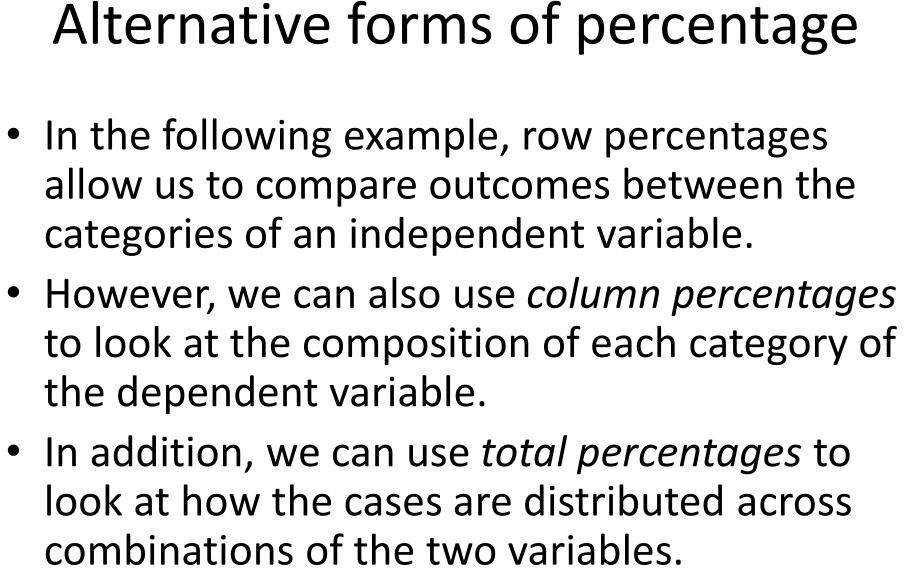 Alternative forms of percentage
• In the following example, row percentages
allow us to compare outcomes between the
categories of an independent variable.
• However, we can also use column percentages
to look at the composition of each category of
the dependent variable.
• In addition, we can use total percentages to
look at how the cases are distributed across
combinations of the two variables.